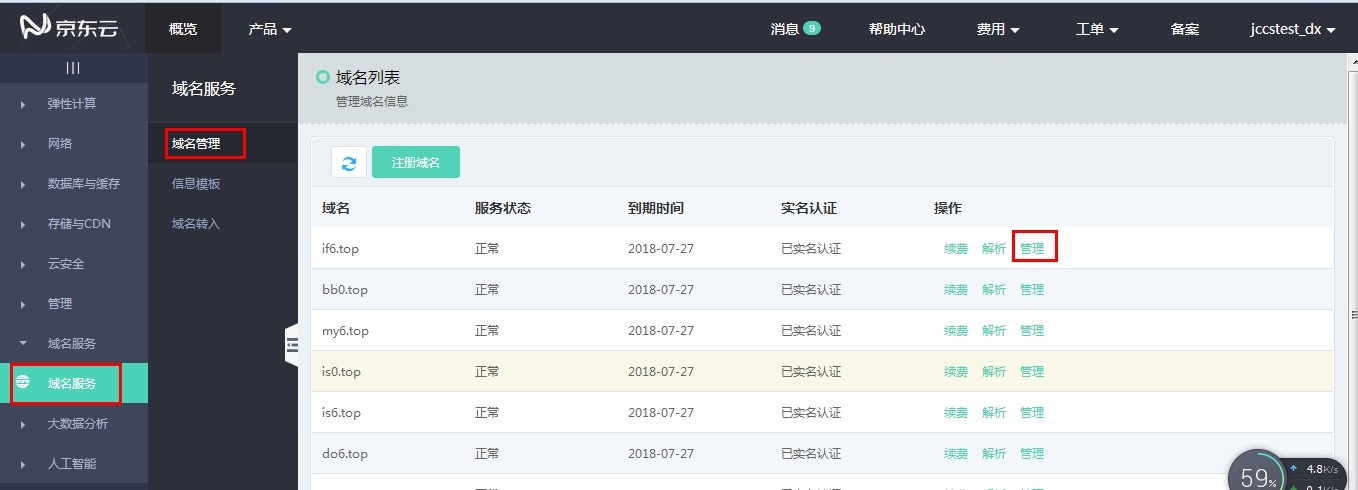 京东云 概览 产品 消息 9 帮助中心 费用 工单 备案 jccstest_dx
弹性计算
网络
数据库与缓存
存储与CDN
云安全
管理
域名服务
域名服务
大数据分析
人工智能
域名服务
域名管理
信息模板
域名转入
域名列表
管理域名信息
注册域名
域名 服务状态 到期时间 实名认证 操作
if6.top 正常 2018-07-27 已实名认证 续费 解析 管理
bb0.top 正常 2018-07-27 已实名认证 续费 解析 管理
my6.top 正常 2018-07-27 已实名认证 续费 解析 管理
is0.top 正常 2018-07-27 已实名认证 续费 解析 管理
is6.top 正常 2018-07-27 已实名认证 续费 解析 管理
do6.top 正常 2018-07-27 已实名认证 续费 解析 管理
59%
4.8K/s